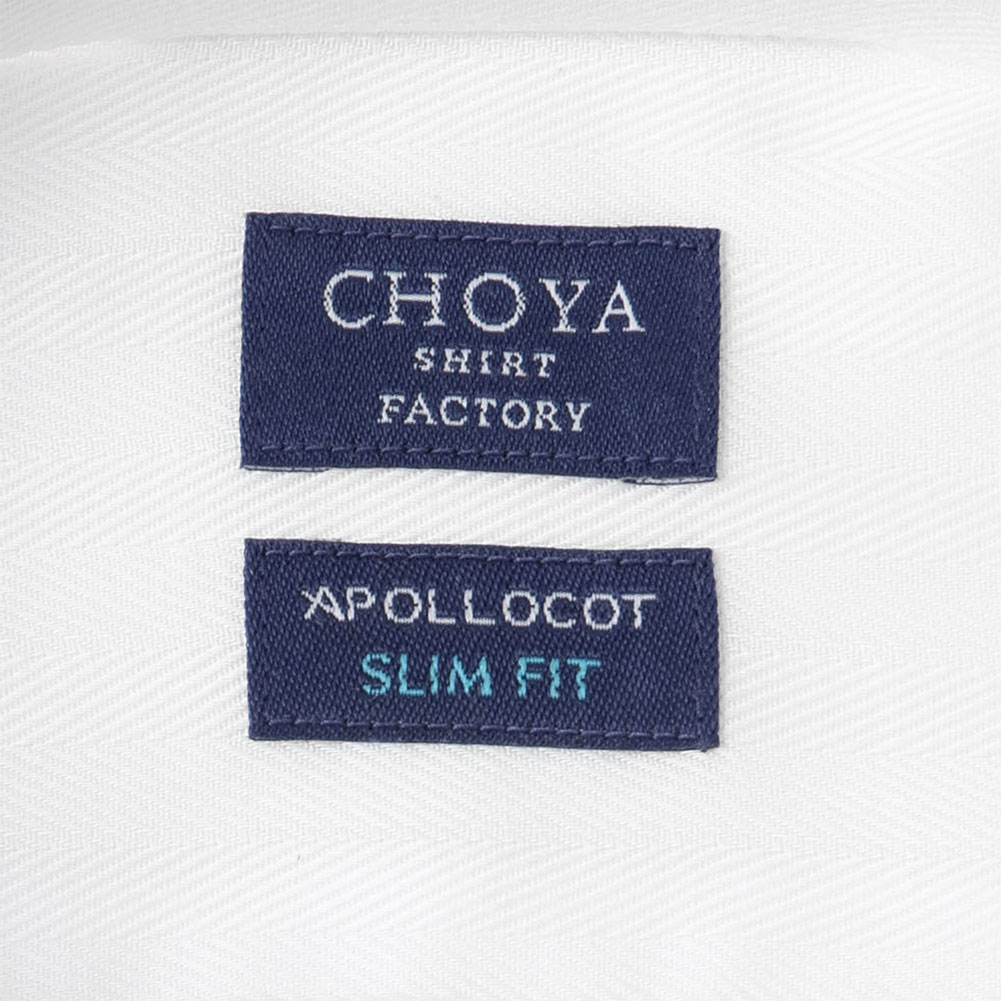 CHOYA
SHIRT
FACTORY
APOLLOCOT
SLIM FIT